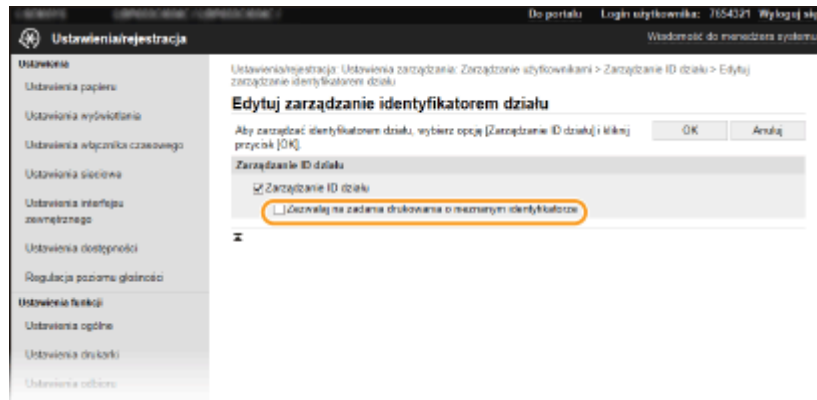 Do portalu Login użytkownika: 7654321 Wyloguj się
Ustawienia/rejestracja
Wiadomość do menedżera systemu
Ustawienia
Ustawienia papieru
Ustawienia wyświetlania
Ustawienia włącznika czasowego
Ustawienia sieciowe
Ustawienia interfejsu
zewnętrznego
Ustawienia dostępności
Regulacja poziomu głośności
Ustawienia funkcji
Ustawienia ogólne
Ustawienia drukarki
Ustawienia odbioru
Ustawienia/rejestracja: Ustawienia zarządzania: Zarządzanie użytkownikami > Zarządzanie ID działu > Edytuj
zarządzanie identyfikatorem działu
Edytuj zarządzanie identyfikatorem działu
Aby zarządzać identyfikatorem działu, wybierz opcję [Zarządzanie ID działu] i kliknij
przycisk [OK].
OK Anuluj
Zarządzanie ID działu
Zarządzanie ID działu
Zezwalaj na zadania drukowania o nieznanym identyfikatorze